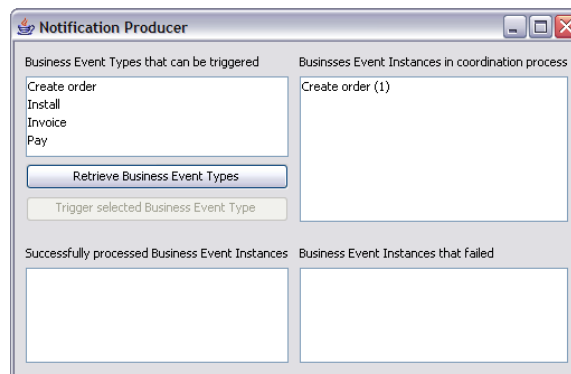 Notification Producer
Business Event Types that can be triggered
Create order
Install
Invoice
Pay
Retrieve Business Event Types
Trigger selected Business Event Type
Businsses Event Instances in coordination process
Create order (1)
Successfully processed Business Event Instances
Business Event Instances that failed